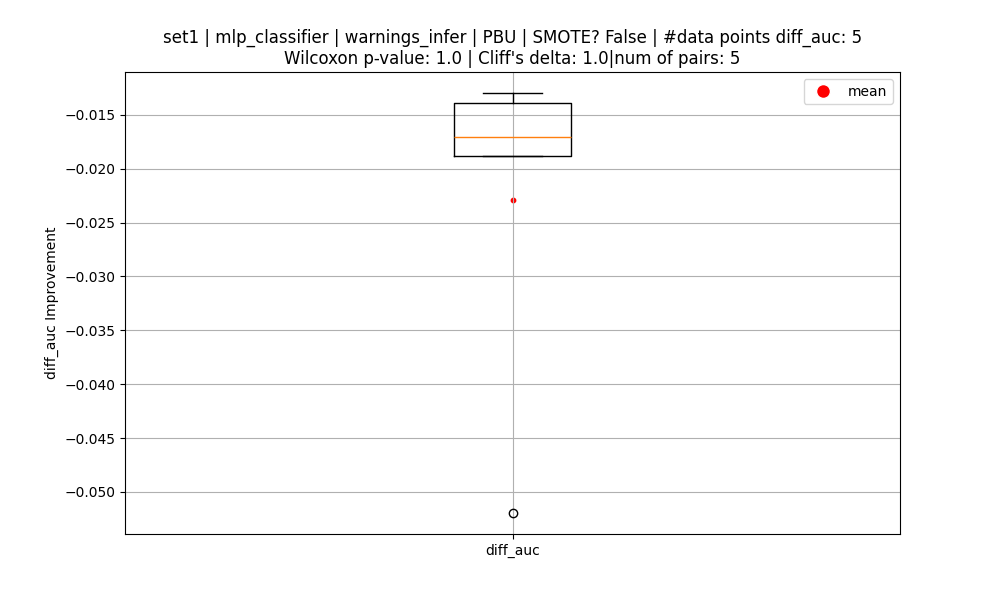 set1 | mlp_classifier | warnings_infer | PBU | SMOTE? False | #data points diff_auc: 5
Wilcoxon p-value: 1.0 | Cliff's delta: 1.0|num of pairs: 5
mean
−0.015
−0.020
−0.025
−0.030
−0.035
−0.040
−0.045
−0.050
diff_auc Improvement
diff_auc